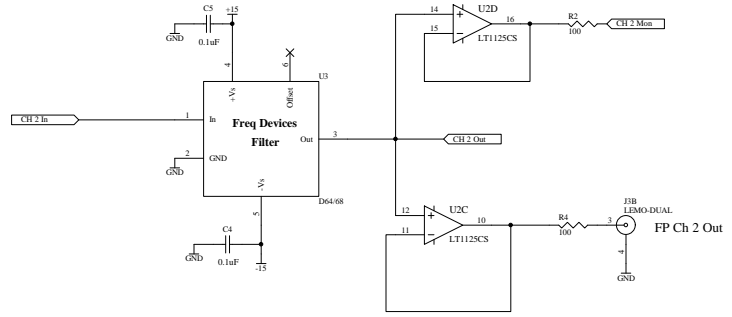 C5
+15
GND
0.1uF
4
6
U3
+Vs
Offset
CH 2 In
1
In
Freq Devices
Filter
Out
3
2
GND
GND
-Vs
D64/68
5
C4
GND
0.1uF
-15
14
15
U2D
16
LT1125CS
R2
100
CH 2 Mon
CH 2 Out
12
11
U2C
10
LT1125CS
R4
100
J3B
LEMO-DUAL
3
FP Ch 2 Out
4
GND